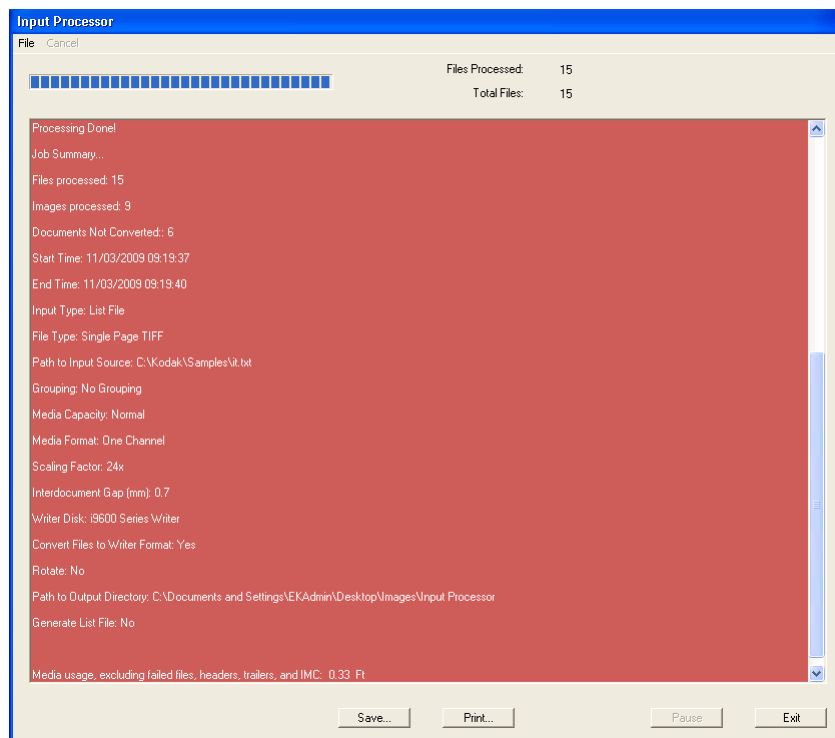 Input Processor
File Cancel
Files Processed: 15
Total Files: 15
Processing Done!
Job Summary...
Files processed: 15
Images processed: 9
Documents Not Converted:: 6
Start Time: 11/03/2009 09:19:37
End Time: 11/03/2009 09:19:40
Input Type: List File
File Type: Single Page TIFF
Path to Input Source: C:\Kodak\Samples\it.txt
Grouping: No Grouping
Media Capacity: Normal
Media Format: One Channel
Scaling Factor: 24x
Interdocument Gap (mm): 0.7
Writer Disk: i9600 Series Writer
Convert Files to Writer Format: Yes
Rotate: No
Path to Output Directory: C:\Documents and Settings\EKAdmin\Desktop\Images\Input Processor
Generate List File: No
Media usage, excluding failed files, headers, trailers, and IMC: 0.33 Ft
Save... Print... Pause Exit